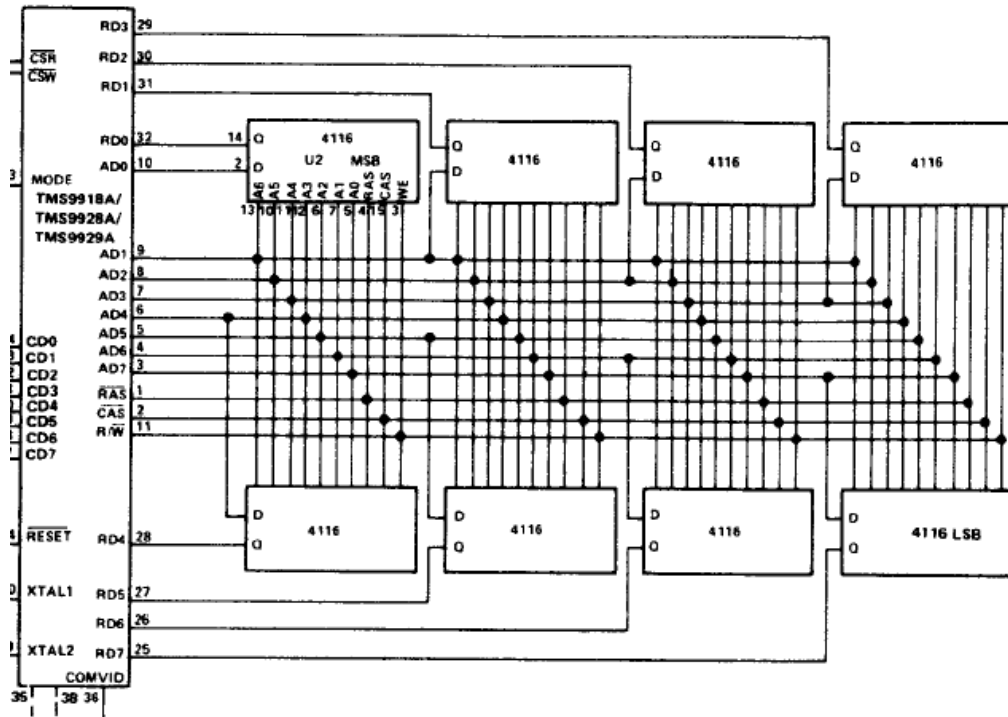 RD3 29
RD2 30
CSR
CSW
RD1 31
RD0 32
14 Q 4116
Q 4116
Q 4116
Q 4116
AD0 10
2 D U2 MSB
D
D
D
MODE
A6 A5 A4 A3 A2 A1 A0 RAS CAS WE
TMS9918A/
13 10 11 12 6 7 5 4 15 3
TMS9928A/
TMS9929A
AD1 9
AD2 8
AD3 7
AD4 6
AD5 5
CD0
AD6 4
CD1
AD7 3
CD2
CD3
RAS 1
CD4
CAS 2
CD5
R/W 11
CD6
CD7
D 4116
D 4116
D 4116
D 4116 LSB
RESET
RD4 28
Q
Q
Q
Q
XTAL1
RD5 27
RD6 26
XTAL2
RD7 25
COMVID
35 38 36